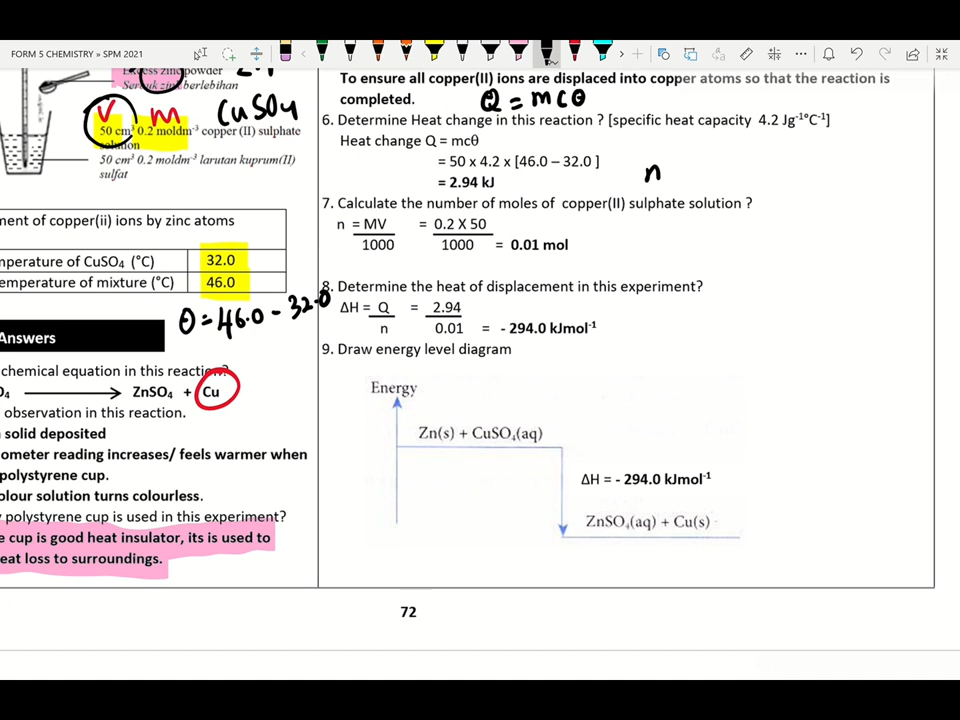 FORM 5 CHEMISTRY » SPM 2021
Excess zinc powder
Serbuk zink berlebihan
V m CuSO4
50 cm³ 0.2 moldm⁻³ copper (II) sulphate
solution
50 cm³ 0.2 moldm⁻³ larutan kuprum(II)
sulfat
ment of copper(ii) ions by zinc atoms
mperature of CuSO₄ (°C) 32.0
emperature of mixture (°C) 46.0
θ = 46.0 - 32.0
Answers
chemical equation in this reaction?
O₄ ⟶ ZnSO₄ + Cu
observation in this reaction.
solid deposited
ometer reading increases/ feels warmer when
polystyrene cup.
olour solution turns colourless.
y polystyrene cup is used in this experiment?
e cup is good heat insulator, its is used to
eat loss to surroundings.
To ensure all copper(II) ions are displaced into copper atoms so that the reaction is
completed.
Q = mcθ
6. Determine Heat change in this reaction ? [specific heat capacity 4.2 Jg⁻¹°C⁻¹]
Heat change Q = mcθ
= 50 x 4.2 x [46.0 – 32.0 ]
= 2.94 kJ
n
7. Calculate the number of moles of copper(II) sulphate solution ?
n = MV = 0.2 X 50
1000 1000 = 0.01 mol
8. Determine the heat of displacement in this experiment?
ΔH = Q = 2.94
n 0.01 = - 294.0 kJmol⁻¹
9. Draw energy level diagram
Energy
Zn(s) + CuSO₄(aq)
ΔH = - 294.0 kJmol⁻¹
ZnSO₄(aq) + Cu(s)
72